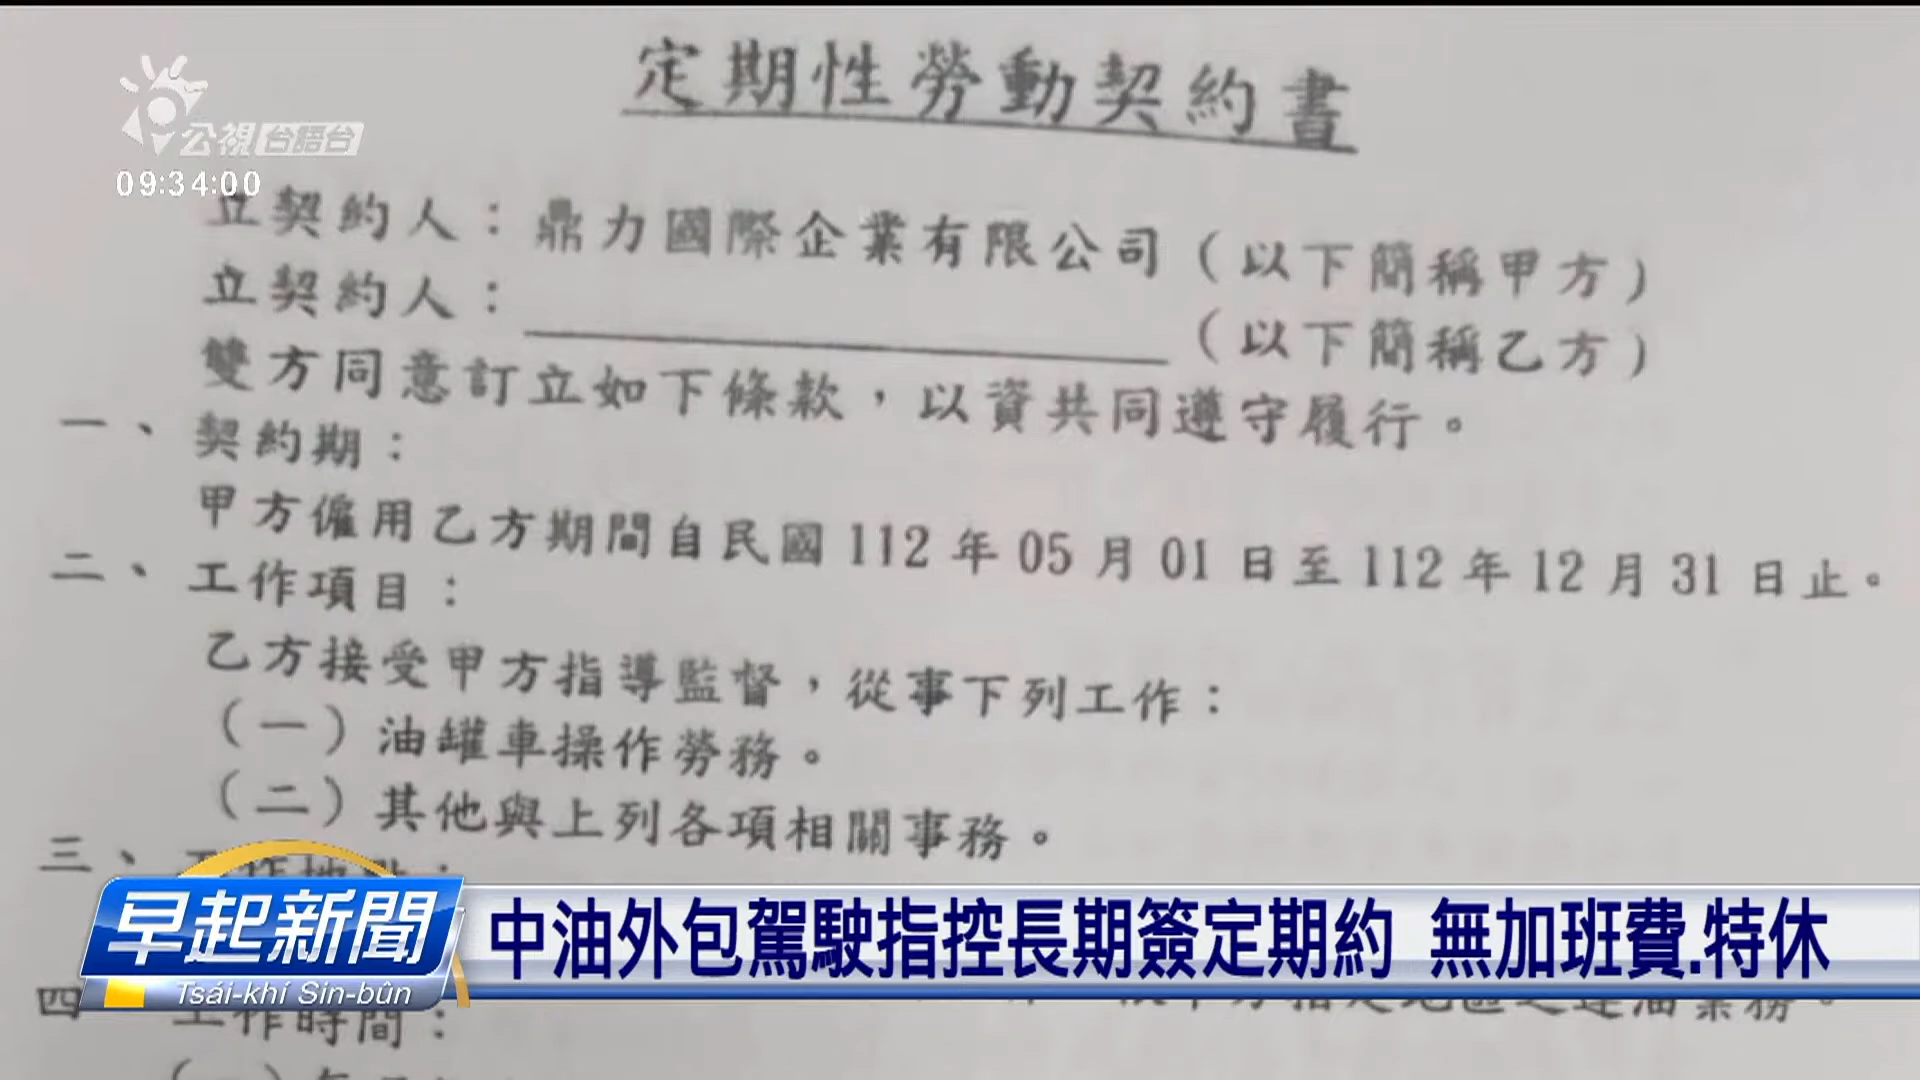 定期性勞動契約書
公視台語台
09:34:00
立契約人：鼎力國際企業有限公司（以下簡稱甲方）
立契約人：（以下簡稱乙方）
雙方同意訂立如下條款，以資共同遵守履行。
一、契約期：
甲方僱用乙方期間自民國112年05月01日至112年12月31日止。
二、工作項目：
乙方接受甲方指導監督，從事下列工作：
（一）油罐車操作勞務。
（二）其他與上列各項相關事務。
三、工作地點：
早起新聞
Tsái-khí Sin-bûn
中油外包駕駛指控長期簽定期約 無加班費.特休
四 工作時間：